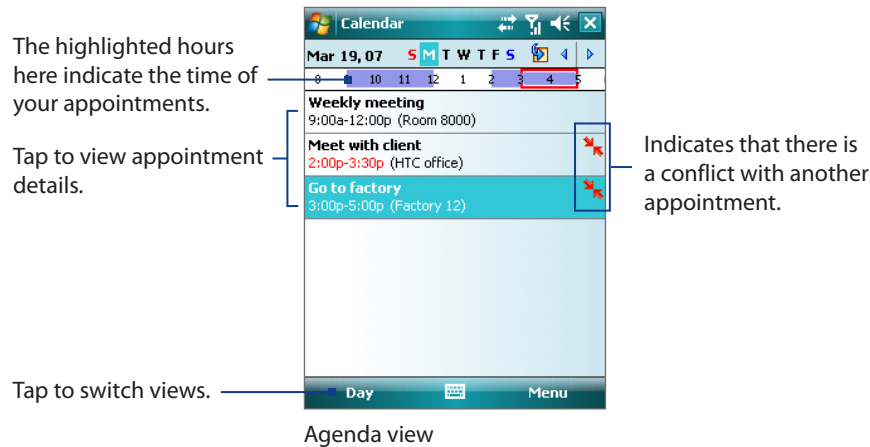 The highlighted hours
here indicate the time of
your appointments.
Tap to view appointment
details.
Tap to switch views.
Calendar
Mar 19, 07 S M T W T F S
8 10 11 12 1 2 3 4 5
Weekly meeting
9:00a-12:00p (Room 8000)
Meet with client
2:00p-3:30p (HTC office)
Go to factory
3:00p-5:00p (Factory 12)
Day Menu
Indicates that there is
a conflict with another
appointment.
Agenda view